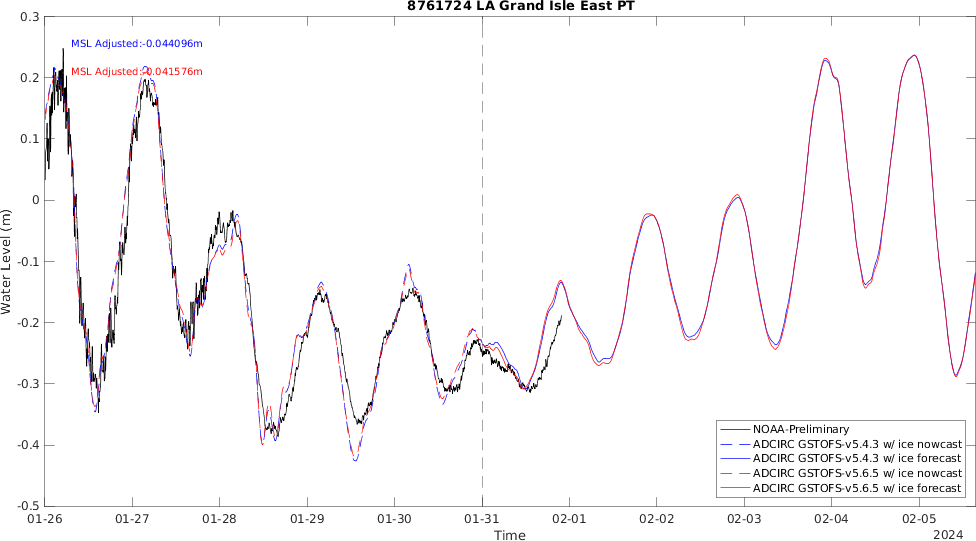 8761724 LA Grand Isle East PT
MSL Adjusted:-0.044096m
MSL Adjusted:-0.041576m
0.3
0.2
0.1
0
-0.1
-0.2
-0.3
-0.4
-0.5
Water Level (m)
01-26 01-27 01-28 01-29 01-30 01-31 02-01 02-02 02-03 02-04 02-05
Time
2024
NOAA-Preliminary
ADCIRC GSTOFS-v5.4.3 w/ ice nowcast
ADCIRC GSTOFS-v5.4.3 w/ ice forecast
ADCIRC GSTOFS-v5.6.5 w/ ice nowcast
ADCIRC GSTOFS-v5.6.5 w/ ice forecast